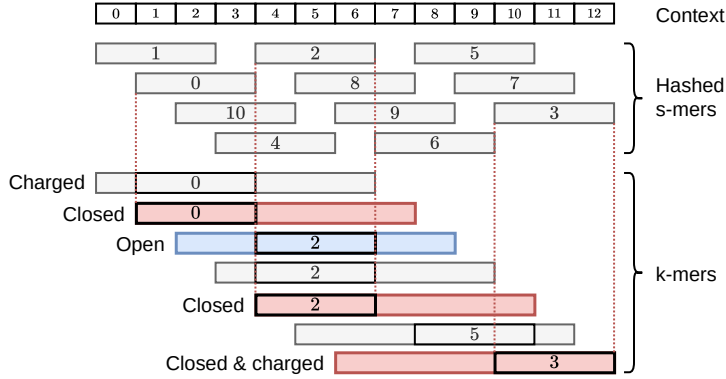 0 1 2 3 4 5 6 7 8 9 10 11 12 Context
1 2 5
0 8 7
Hashed
s-mers
10 9 3
4 6
Charged 0
Closed 0
Open 2
2
k-mers
Closed 2
5
Closed & charged 3